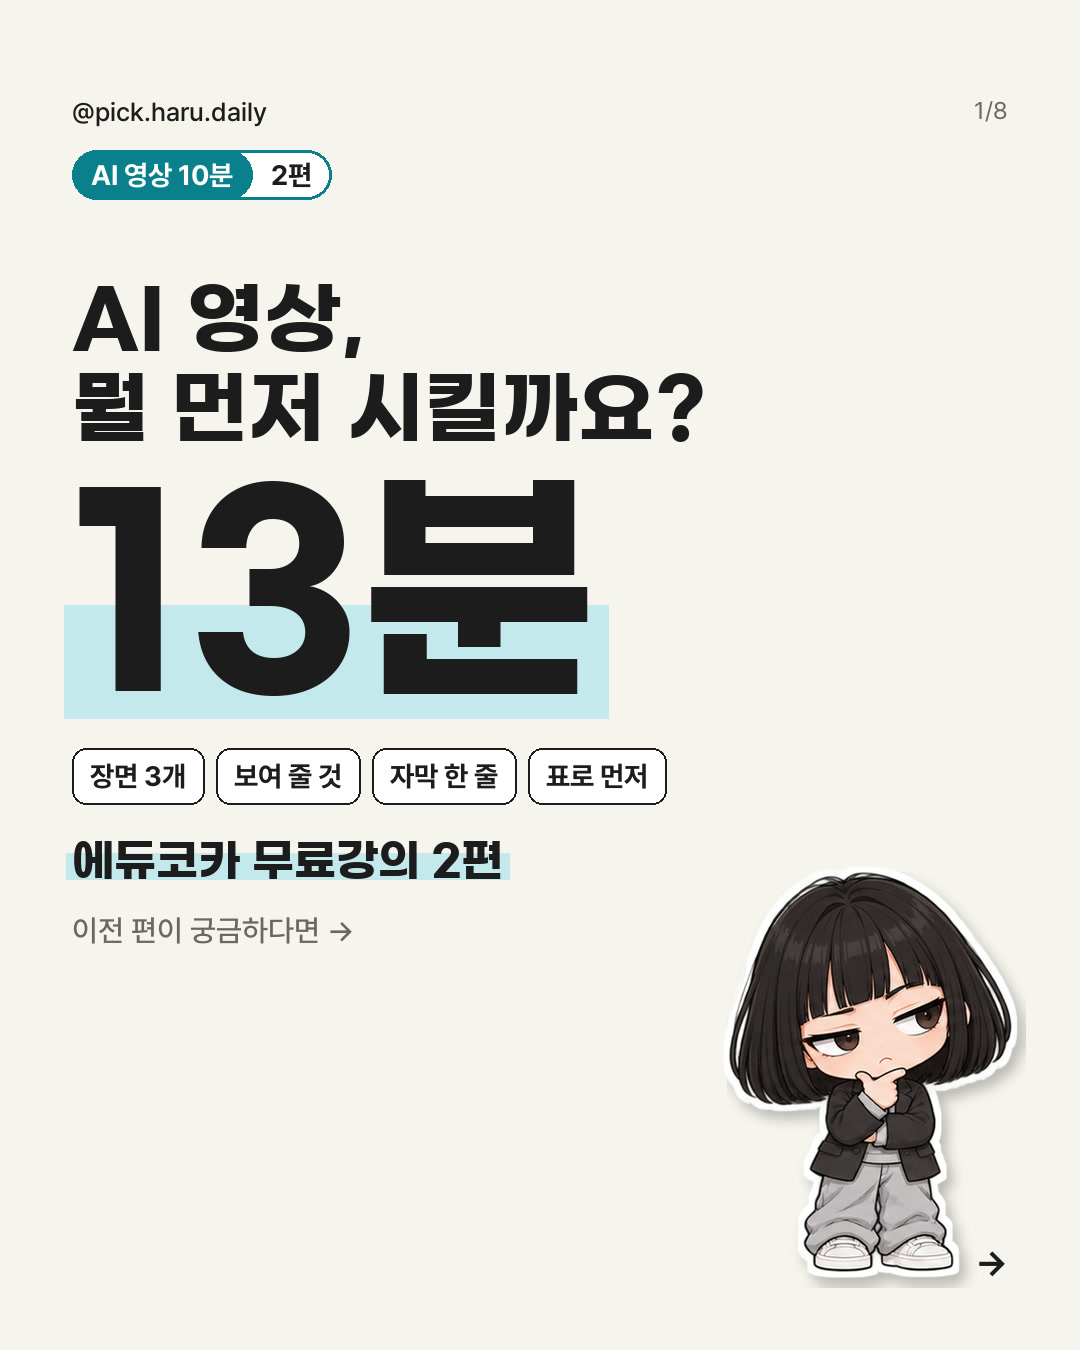 @pick.haru.daily
1/8
AI 영상 10분 2편
AI 영상,
뭘 먼저 시킬까요?
13분
장면 3개 보여 줄 것 자막 한 줄 표로 먼저
에듀코카 무료강의 2편
이전 편이 궁금하다면 →
→